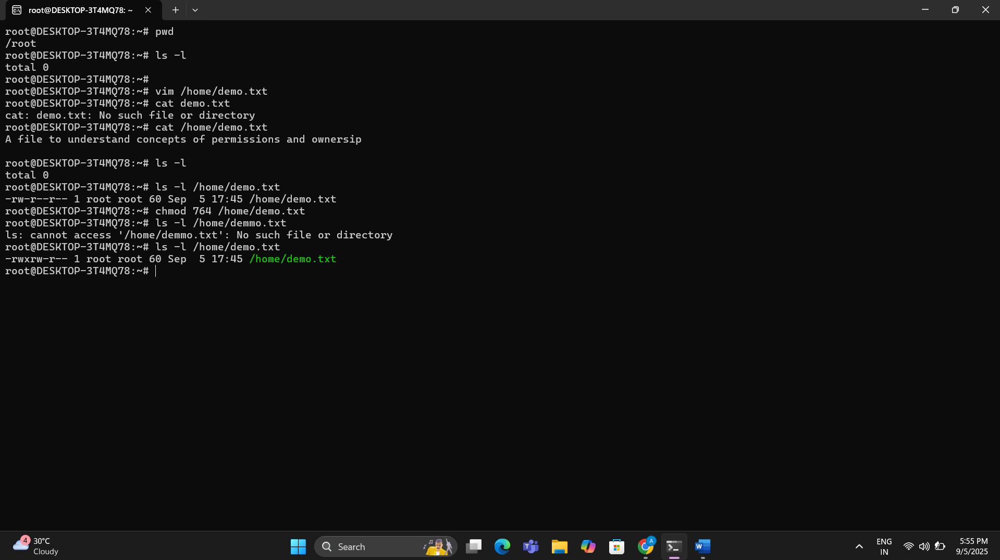 root@DESKTOP-3T4MQ78: ~
root@DESKTOP-3T4MQ78:~# pwd
/root
root@DESKTOP-3T4MQ78:~# ls -l
total 0
root@DESKTOP-3T4MQ78:~#
root@DESKTOP-3T4MQ78:~# vim /home/demo.txt
root@DESKTOP-3T4MQ78:~# cat demo.txt
cat: demo.txt: No such file or directory
root@DESKTOP-3T4MQ78:~# cat /home/demo.txt
A file to understand concepts of permissions and ownersip
root@DESKTOP-3T4MQ78:~# ls -l
total 0
root@DESKTOP-3T4MQ78:~# ls -l /home/demo.txt
-rw-r--r-- 1 root root 60 Sep  5 17:45 /home/demo.txt
root@DESKTOP-3T4MQ78:~# chmod 764 /home/demo.txt
root@DESKTOP-3T4MQ78:~# ls -l /home/demmo.txt
ls: cannot access '/home/demmo.txt': No such file or directory
root@DESKTOP-3T4MQ78:~# ls -l /home/demo.txt
-rwxrw-r-- 1 root root 60 Sep  5 17:45 /home/demo.txt
root@DESKTOP-3T4MQ78:~#
4
30°C
Cloudy
Search
T
A
W
ENG
IN
5:55 PM
9/5/2025